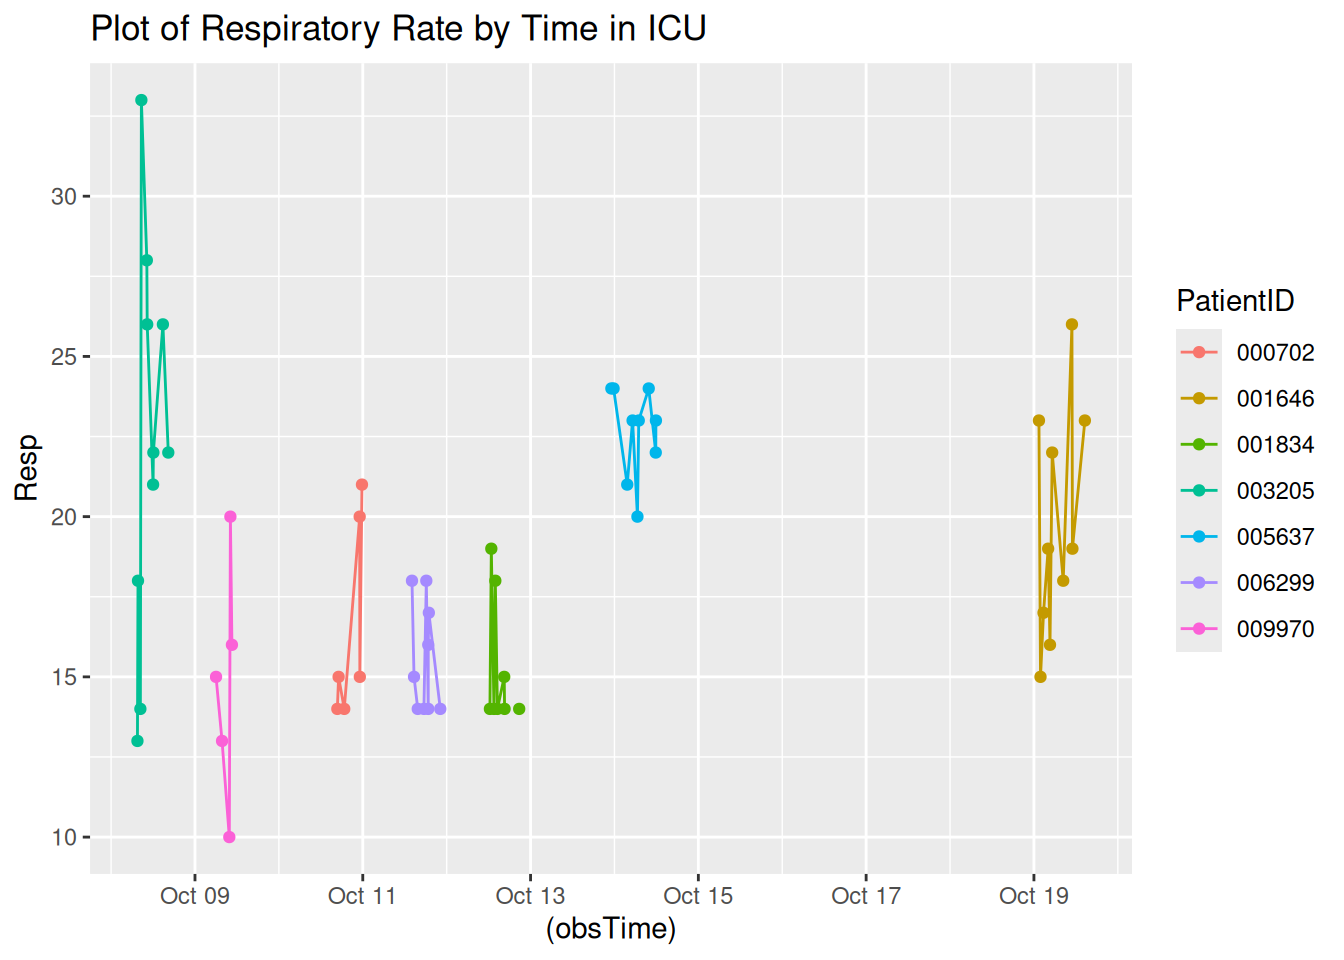 Plot of Respiratory Rate by Time in ICU
Resp
30
25
20
15
10
Oct 09
Oct 11
Oct 13
Oct 15
Oct 17
Oct 19
(obsTime)
PatientID
000702
001646
001834
003205
005637
006299
009970